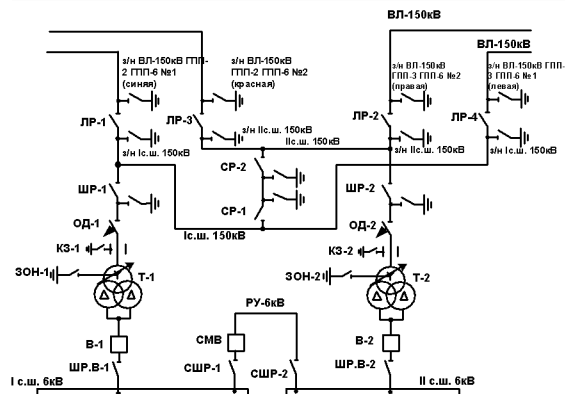 ВЛ-150кВ
ВЛ-150кВ
з/н ВЛ-150кВ ГПП-
2 ГПП-6 №1
(синяя)
з/н ВЛ-150кВ
ГПП-2 ГПП-6 №2
(красная)
з/н ВЛ-150кВ
ГПП-3 ГПП-6 №2
(правая)
з/н ВЛ-150кВ ГПП-
3 ГПП-6 №1
(левая)
ЛР-1
ЛР-3
ЛР-2
ЛР-4
з/н IIс.ш. 150кВ
IIс.ш. 150кВ
з/н Iс.ш. 150кВ
з/н IIс.ш. 150кВ
з/н Iс.ш. 150кВ
СР-2
ШР-1
ШР-2
СР-1
ОД-1
Iс.ш. 150кВ
ОД-2
КЗ-1
КЗ-2
ЗОН-1
Т-1
ЗОН-2
Т-2
Δ Δ
Δ Δ
РУ-6кВ
В-1
СМВ
В-2
ШР.В-1
СШР-1
СШР-2
ШР.В-2
I с.ш. 6кВ
II с.ш. 6кВ